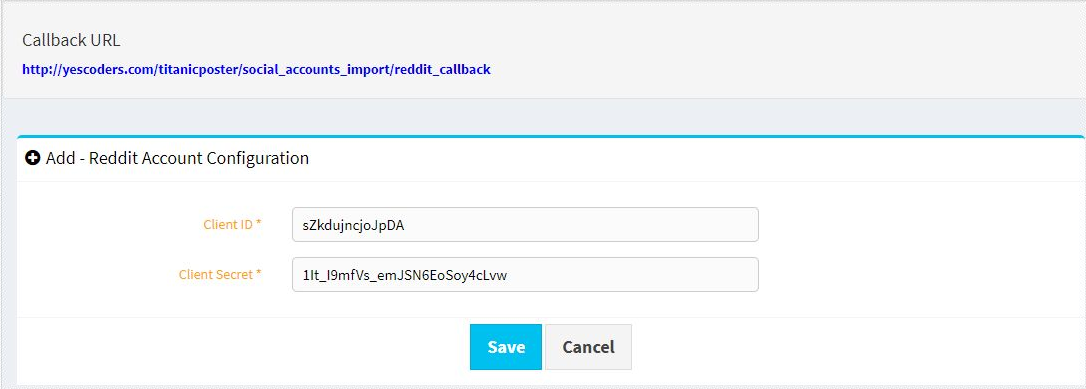 Callback URL
http://yescoders.com/titanicposter/social_accounts_import/reddit_callback
Add - Reddit Account Configuration
Client ID * sZkdujncjoJpDA
Client Secret * 1It_I9mfVs_emJSN6EoSoy4cLvw
Save Cancel